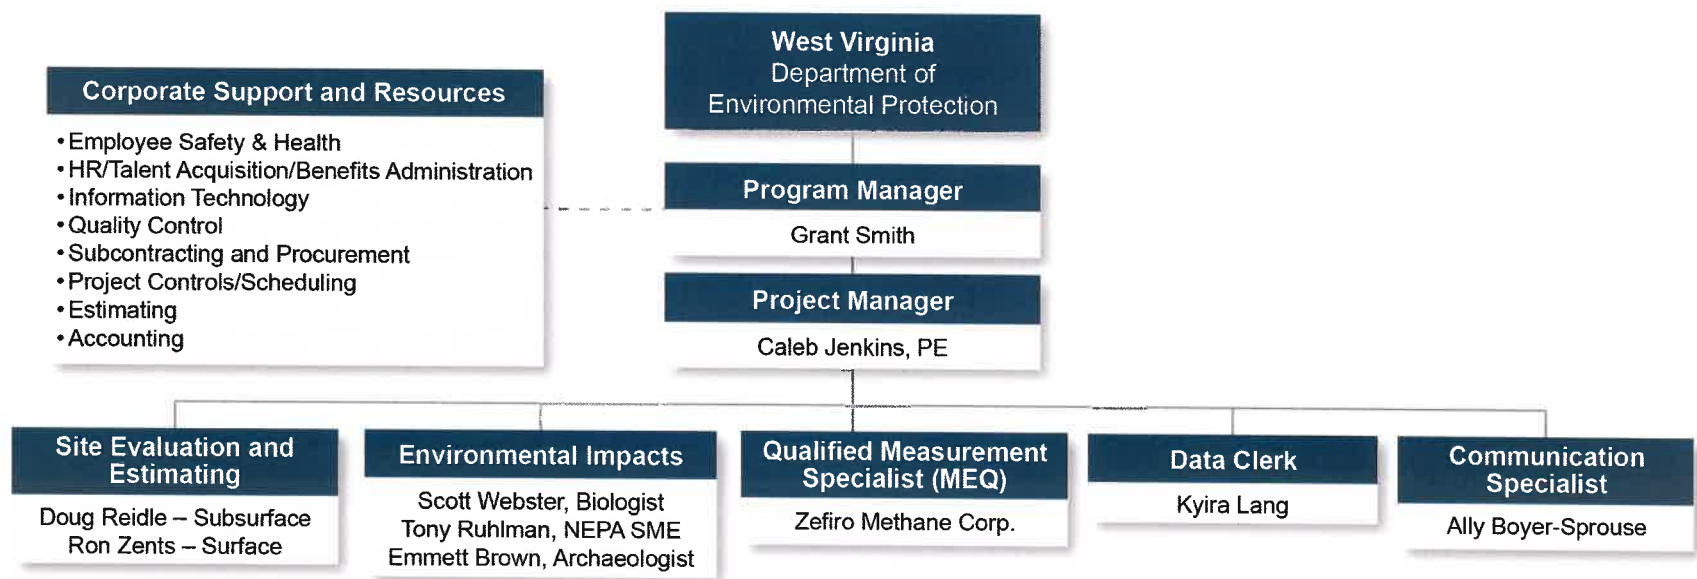 West Virginia
Department of
Environmental Protection
Corporate Support and Resources
•Employee Safety & Health
•HR/Talent Acquisition/Benefits Administration
•Information Technology
•Quality Control
•Subcontracting and Procurement
•Project Controls/Scheduling
•Estimating
•Accounting
Program Manager
Grant Smith
Project Manager
Caleb Jenkins, PE
Site Evaluation and
Estimating
Doug Reidle – Subsurface
Ron Zents – Surface
Environmental Impacts
Scott Webster, Biologist
Tony Ruhlman, NEPA SME
Emmett Brown, Archaeologist
Qualified Measurement
Specialist (MEQ)
Zefiro Methane Corp.
Data Clerk
Kyira Lang
Communication
Specialist
Ally Boyer-Sprouse